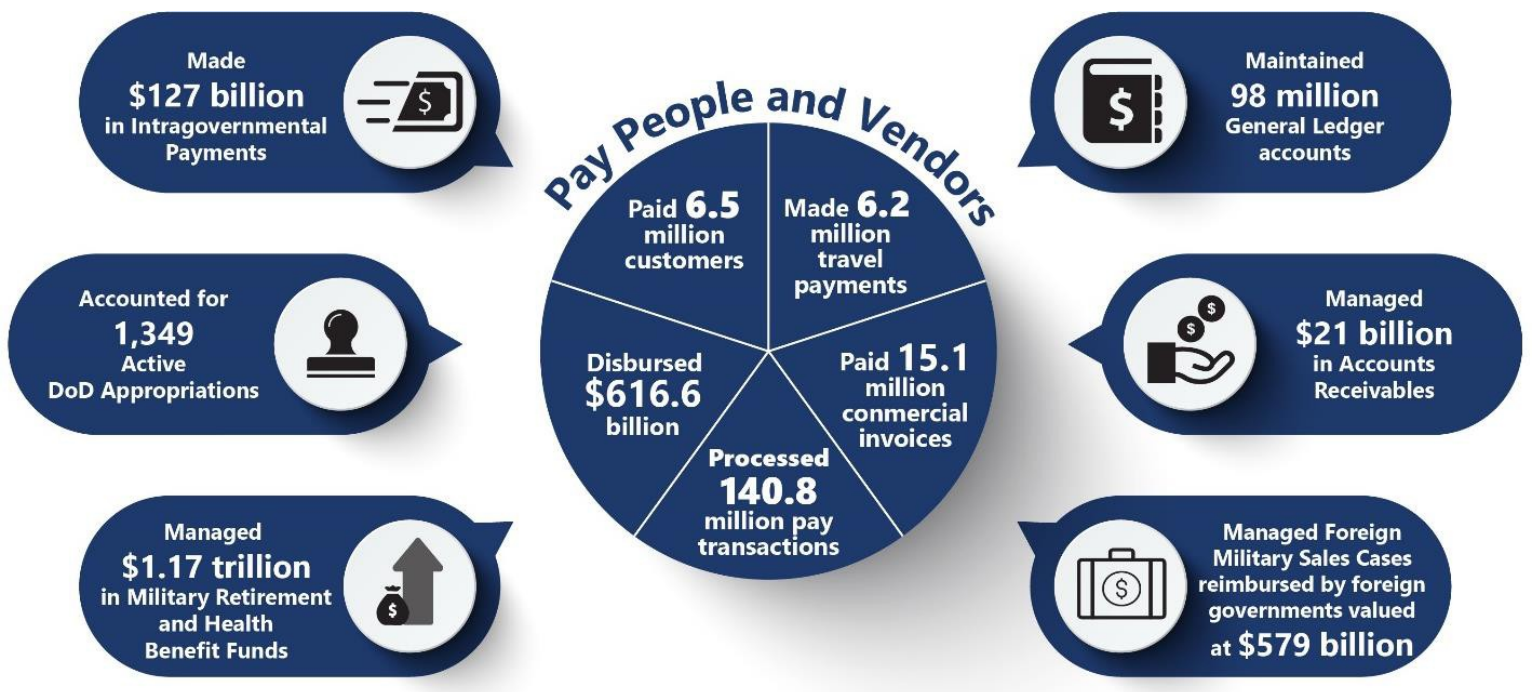 Made
$127 billion
in Intragovernmental
Payments
$
Accounted for
1,349
Active
DoD Appropriations
Managed
$1.17 trillion
in Military Retirement
and Health
Benefit Funds
$
Pay People and Vendors
Paid 6.5
million
customers
Made 6.2
million
travel
payments
Disbursed
$616.6
billion
Paid 15.1
million
conmercial
invoices
Processed
140.8
million pay
transactions
Maintained
98 million
General Ledger
accounts
$
Managed
$21 billion
in Accounts
Receivables
$
$
Managed Foreign
Military Sales Cases
reimbursed by foreign
governments valued
at $579 billion
$